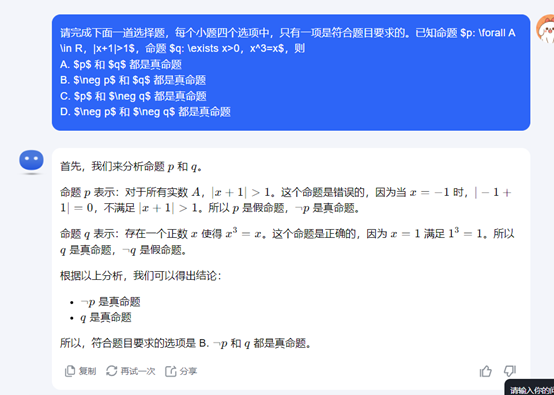 请完成下面一道选择题，每个小题四个选项中，只有一项是符合题目要求的。已知命题 $p: \forall A
\in R，|x+1|>1$，命题 $q: \exists x>0，x^3=x$，则
A. $p$ 和 $q$ 都是真命题
B. $\neg p$ 和 $q$ 都是真命题
C. $p$ 和 $\neg q$ 都是真命题
D. $\neg p$ 和 $\neg q$ 都是真命题
首先，我们来分析命题 p 和 q。
命题 p 表示：对于所有实数 A，|x + 1| > 1。这个命题是错误的，因为当 x = −1 时，| − 1 +
1| = 0，不满足 |x + 1| > 1。所以 p 是假命题，¬p 是真命题。
命题 q 表示：存在一个正数 x 使得 x³ = x。这个命题是正确的，因为 x = 1 满足 1³ = 1。所以
q 是真命题，¬q 是假命题。
根据以上分析，我们可以得出结论：
• ¬p 是真命题
• q 是真命题
所以，符合题目要求的选项是 B. ¬p 和 q 都是真命题。
复制 再试一次 分享
请输入你的问